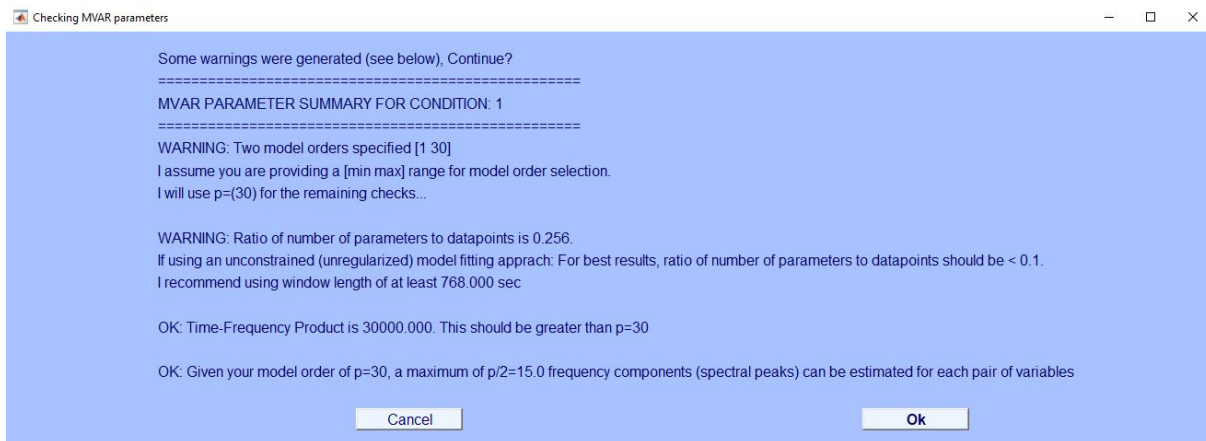 Checking MVAR parameters
Some warnings were generated (see below), Continue?
===================================================
MVAR PARAMETER SUMMARY FOR CONDITION: 1
===================================================
WARNING: Two model orders specified [1 30]
I assume you are providing a [min max] range for model order selection.
I will use p=(30) for the remaining checks...
WARNING: Ratio of number of parameters to datapoints is 0.256.
If using an unconstrained (unregularized) model fitting apprach: For best results, ratio of number of parameters to datapoints should be < 0.1.
I recommend using window length of at least 768.000 sec
OK: Time-Frequency Product is 30000.000. This should be greater than p=30
OK: Given your model order of p=30, a maximum of p/2=15.0 frequency components (spectral peaks) can be estimated for each pair of variables
Cancel Ok